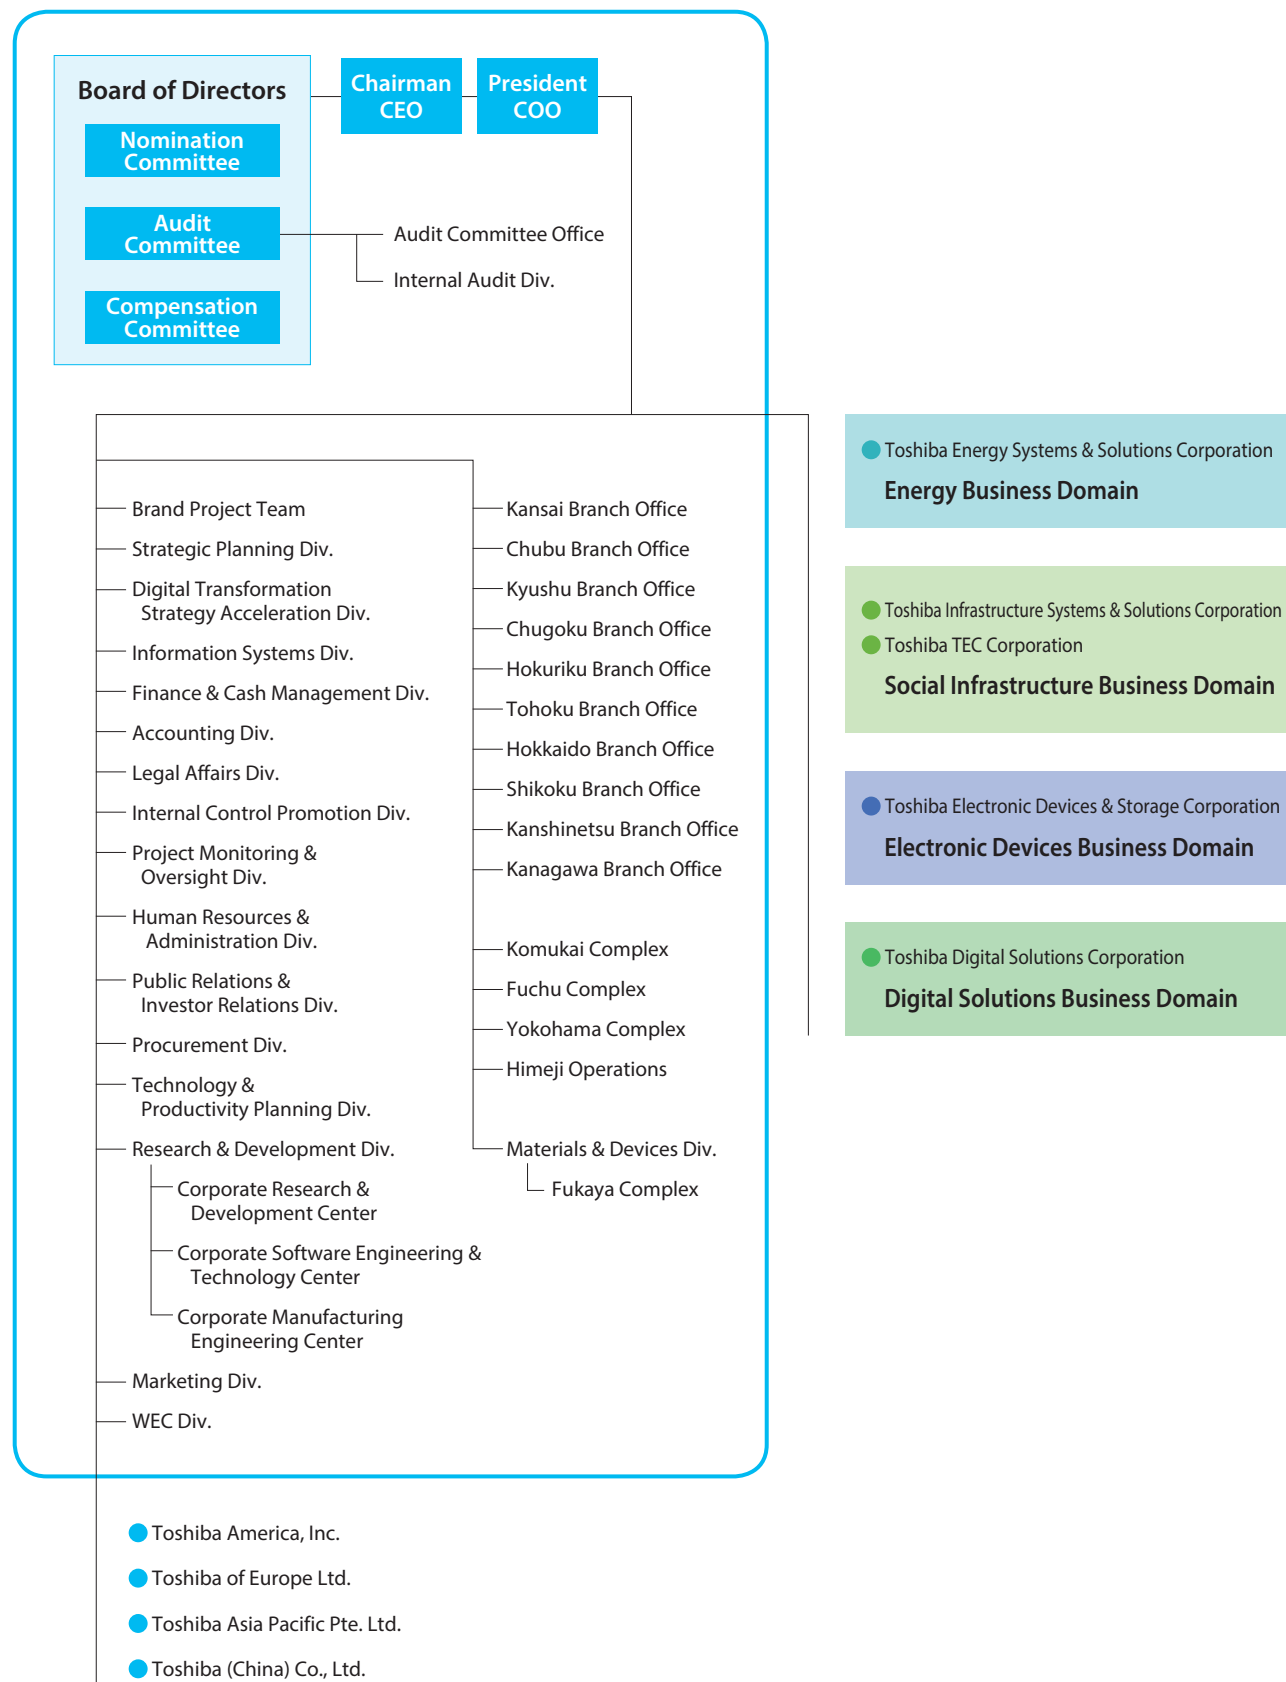 Board of Directors
Chairman
CEO
President
COO
Nomination
Committee
Audit
Committee
Compensation
Committee
Audit Committee Office
Internal Audit Div.
Brand Project Team
Strategic Planning Div.
Digital Transformation
Strategy Acceleration Div.
Information Systems Div.
Finance & Cash Management Div.
Accounting Div.
Legal Affairs Div.
Internal Control Promotion Div.
Project Monitoring &
Oversight Div.
Human Resources &
Administration Div.
Public Relations &
Investor Relations Div.
Procurement Div.
Technology &
Productivity Planning Div.
Research & Development Div.
Corporate Research &
Development Center
Corporate Software Engineering &
Technology Center
Corporate Manufacturing
Engineering Center
Marketing Div.
WEC Div.
Kansai Branch Office
Chubu Branch Office
Kyushu Branch Office
Chugoku Branch Office
Hokuriku Branch Office
Tohoku Branch Office
Hokkaido Branch Office
Shikoku Branch Office
Kanshinetsu Branch Office
Kanagawa Branch Office
Komukai Complex
Fuchu Complex
Yokohama Complex
Himeji Operations
Materials & Devices Div.
Fukaya Complex
Toshiba Energy Systems & Solutions Corporation
Energy Business Domain
Toshiba Infrastructure Systems & Solutions Corporation
Toshiba TEC Corporation
Social Infrastructure Business Domain
Toshiba Electronic Devices & Storage Corporation
Electronic Devices Business Domain
Toshiba Digital Solutions Corporation
Digital Solutions Business Domain
Toshiba America, Inc.
Toshiba of Europe Ltd.
Toshiba Asia Pacific Pte. Ltd.
Toshiba (China) Co., Ltd.